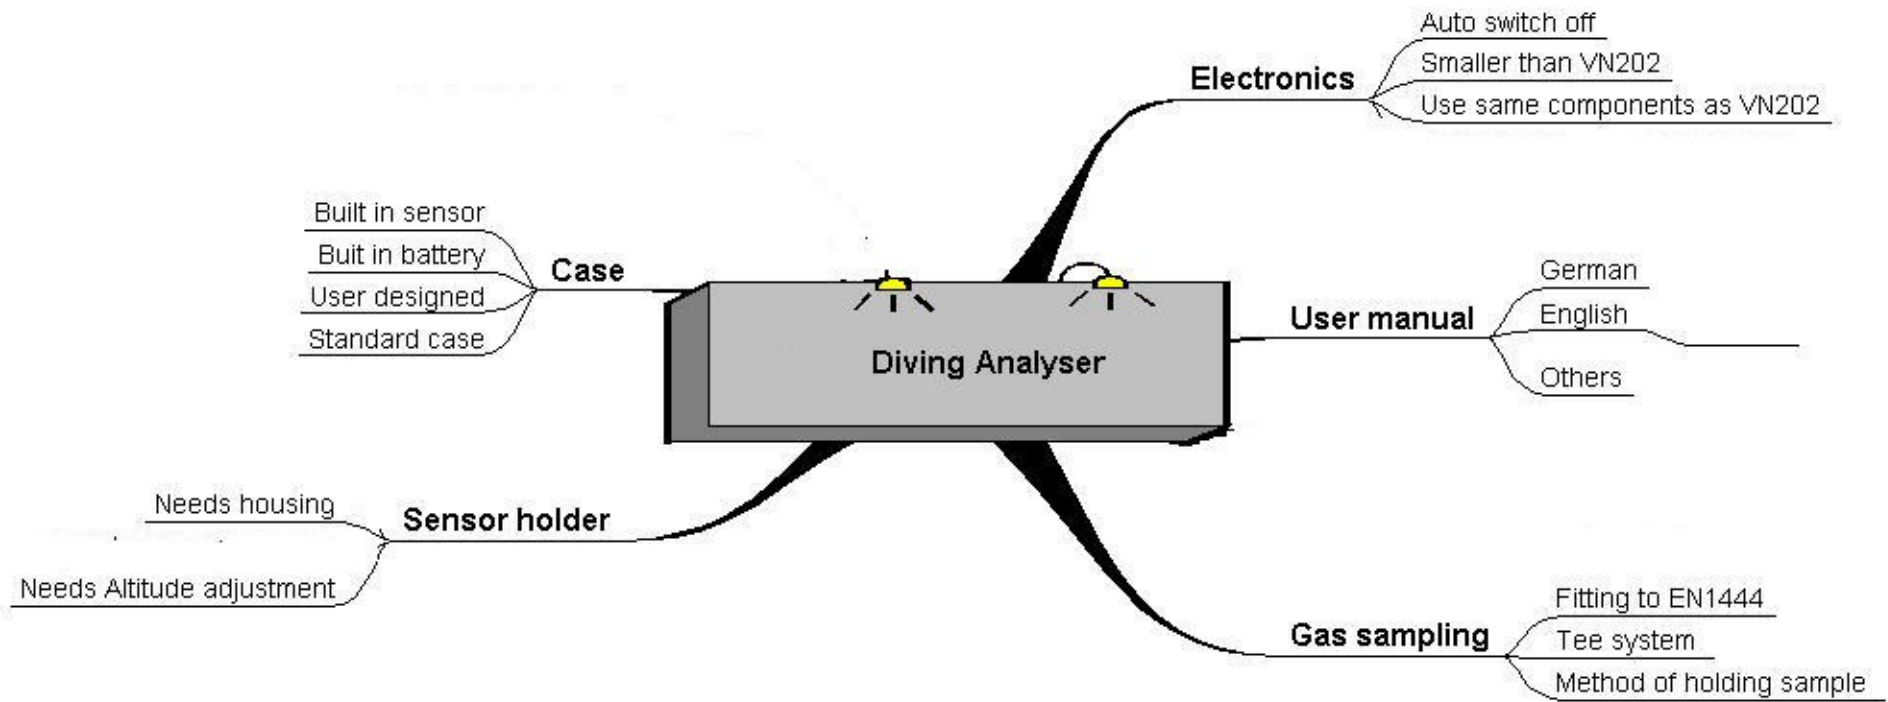 Auto switch off
Electronics
Smaller than VN202
Use same components as VN202
Built in sensor
Buit in battery
Case
User designed
Standard case
German
User manual
English
Others
Diving Analyser
Needs housing
Sensor holder
Needs Altitude adjustment
Fitting to EN1444
Gas sampling
Tee system
Method of holding sample